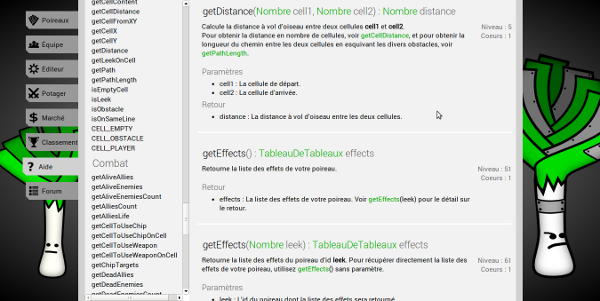 Poireaux
Équipe
Editeur
Potager
Marché
Classement
Aide
Forum
getCellContent
getCellDistance
getCellFromXY
getCellX
getCellY
getDistance
getLeekOnCell
getPath
getPathLength
isEmptyCell
isLeek
isObstacle
isOnSameLine
CELL_EMPTY
CELL_OBSTACLE
CELL_PLAYER
Combat
getAliveAllies
getAliveEnemies
getAliveEnemiesCount
getAlliesCount
getAlliesLife
getCellToUseChip
getCellToUseChipOnCell
getCellToUseWeapon
getCellToUseWeaponOnCell
getChipTargets
getDeadAllies
getDeadEnemies
getDeadEnemiesCount
getDistance(Nombre cell1, Nombre cell2) : Nombre distance
Calcule la distance à vol d'oiseau entre deux cellules cell1 et cell2.
Niveau : 5
Pour obtenir la distance en nombre de cellules, voir getCellDistance, et pour obtenir la
Coeurs : 1
longueur du chemin entre les deux cellules en esquivant les divers obstacles, voir
getPathLength.
Paramètres
cell1 : La cellule de départ.
cell2 : La cellule d'arrivée.
Retour
distance : La distance à vol d'oiseau entre les deux cellules.
getEffects() : TableauDeTableaux effects
Retourne la liste des effets de votre poireau.
Niveau : 51
Coeurs : 1
Retour
effects : La liste des effets de votre poireau. Voir getEffects(leek) pour le détail sur
le retour.
getEffects(Nombre leek) : TableauDeTableaux effects
Retourne la liste des effets du poireau d'id leek. Pour récupérer directement la liste des
Niveau : 61
effets de votre poireau, utilisez getEffects() sans paramètre.
Coeurs : 1
Paramètres
leek : L'id du poireau dont la liste des effets sera retourné.